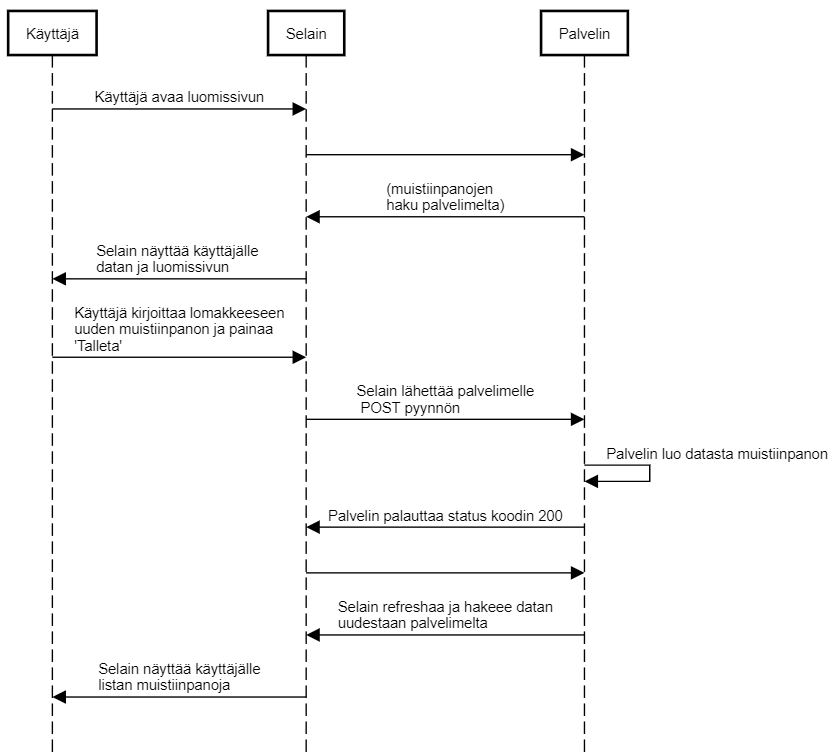 Käyttäjä
Selain
Palvelin
Käyttäjä avaa luomissivun
(muistiinpanojen
haku palvelimelta)
Selain näyttää käyttäjälle
datan ja luomissivun
Käyttäjä kirjoittaa lomakkeeseen
uuden muistiinpanon ja painaa
'Talleta'
Selain lähettää palvelimelle
POST pyynnön
Palvelin luo datasta muistiinpanon
Palvelin palauttaa status koodin 200
Selain refreshaa ja hakeee datan
uudestaan palvelimelta
Selain näyttää käyttäjälle
listan muistiinpanoja